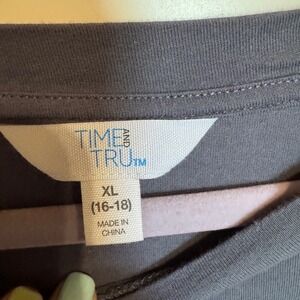 TIME AND
TRU™
XL
(16-18)
MADE IN
CHINA